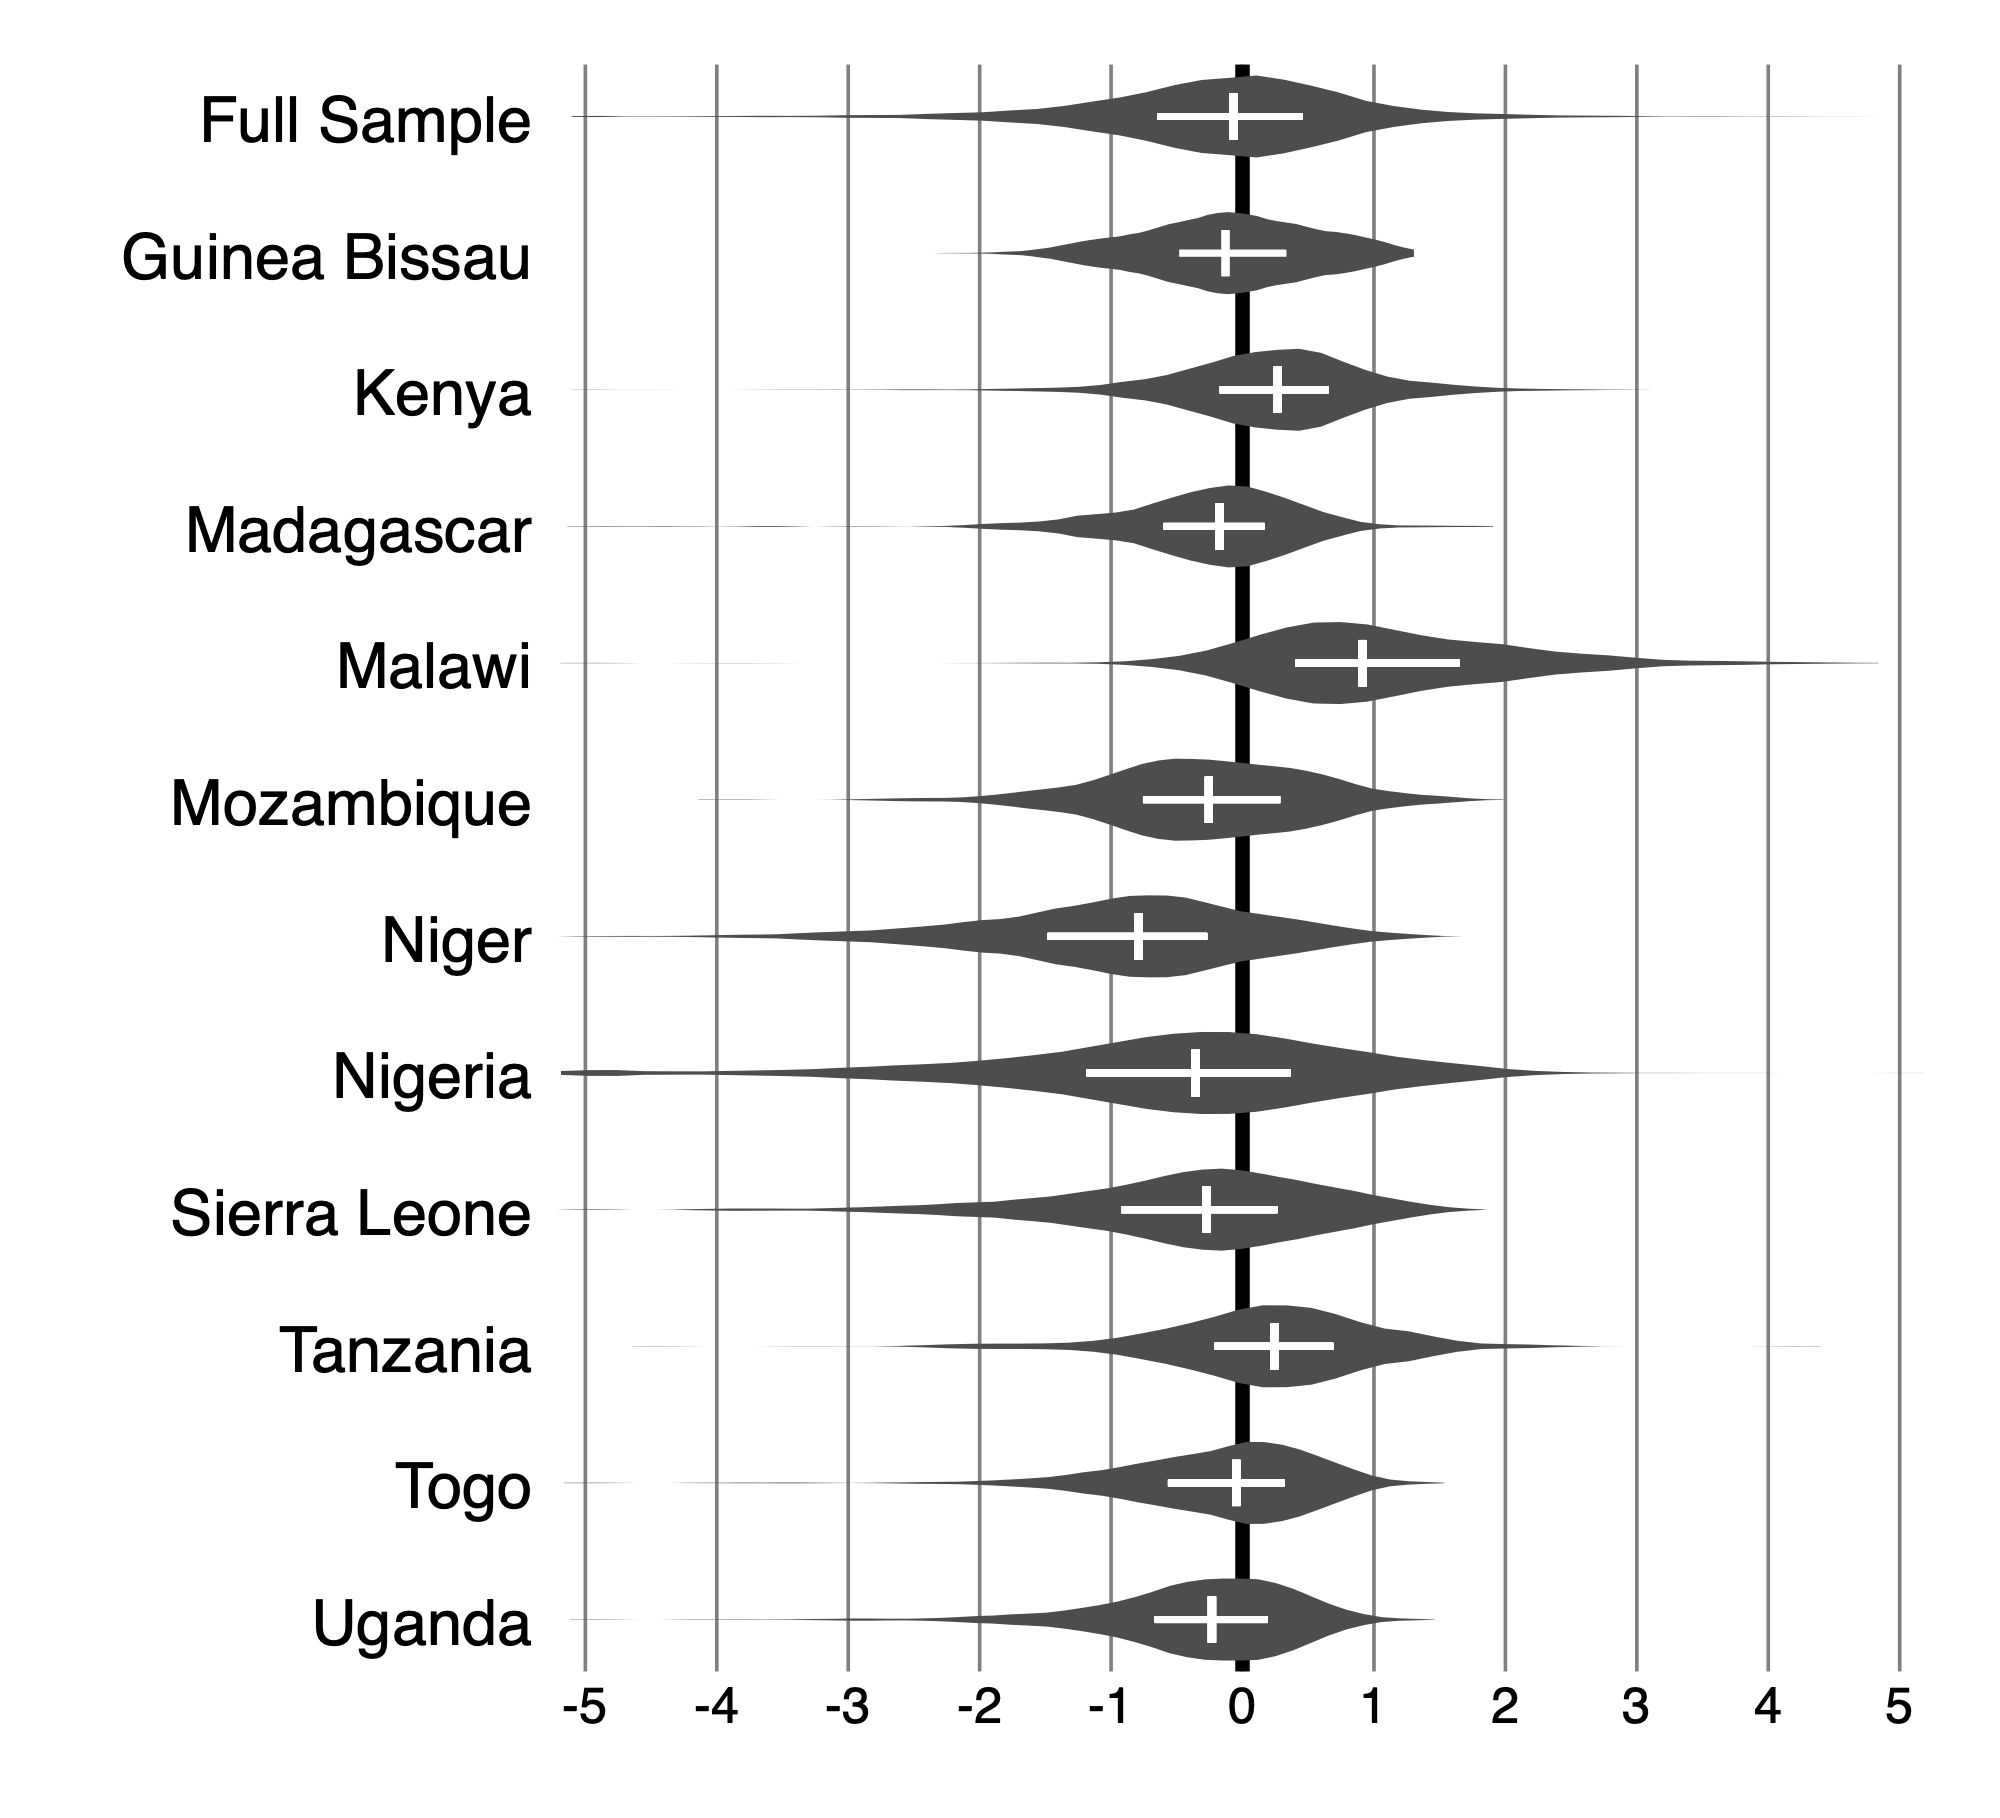 Full Sample
Guinea Bissau
Kenya
Madagascar
Malawi
Mozambique
Niger
Nigeria
Sierra Leone
Tanzania
Togo
Uganda
-5 -4 -3 -2 -1 0 1 2 3 4 5